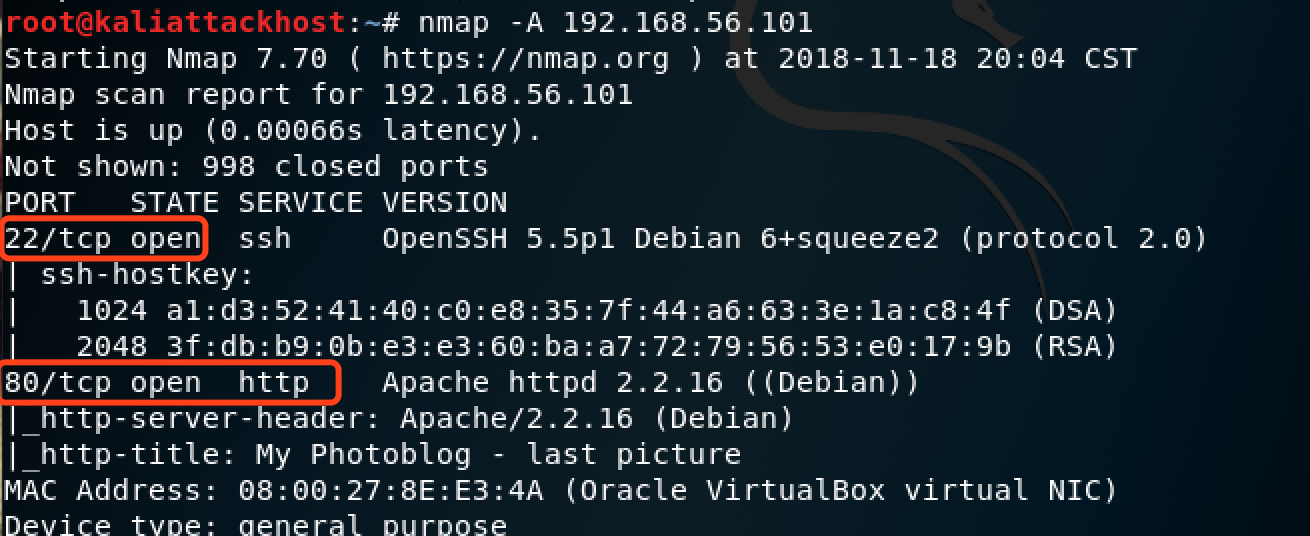 root@kaliattackhost:~# nmap -A 192.168.56.101
Starting Nmap 7.70 ( https://nmap.org ) at 2018-11-18 20:04 CST
Nmap scan report for 192.168.56.101
Host is up (0.00066s latency).
Not shown: 998 closed ports
PORT   STATE SERVICE VERSION
22/tcp open  ssh     OpenSSH 5.5p1 Debian 6+squeeze2 (protocol 2.0)
| ssh-hostkey:
|   1024 a1:d3:52:41:40:c0:e8:35:7f:44:a6:63:3e:1a:c8:4f (DSA)
|   2048 3f:db:b9:0b:e3:e3:60:ba:a7:72:79:56:53:e0:17:9b (RSA)
80/tcp open  http    Apache httpd 2.2.16 ((Debian))
|_http-server-header: Apache/2.2.16 (Debian)
|_http-title: My Photoblog - last picture
MAC Address: 08:00:27:8E:E3:4A (Oracle VirtualBox virtual NIC)
Device type: general purpose